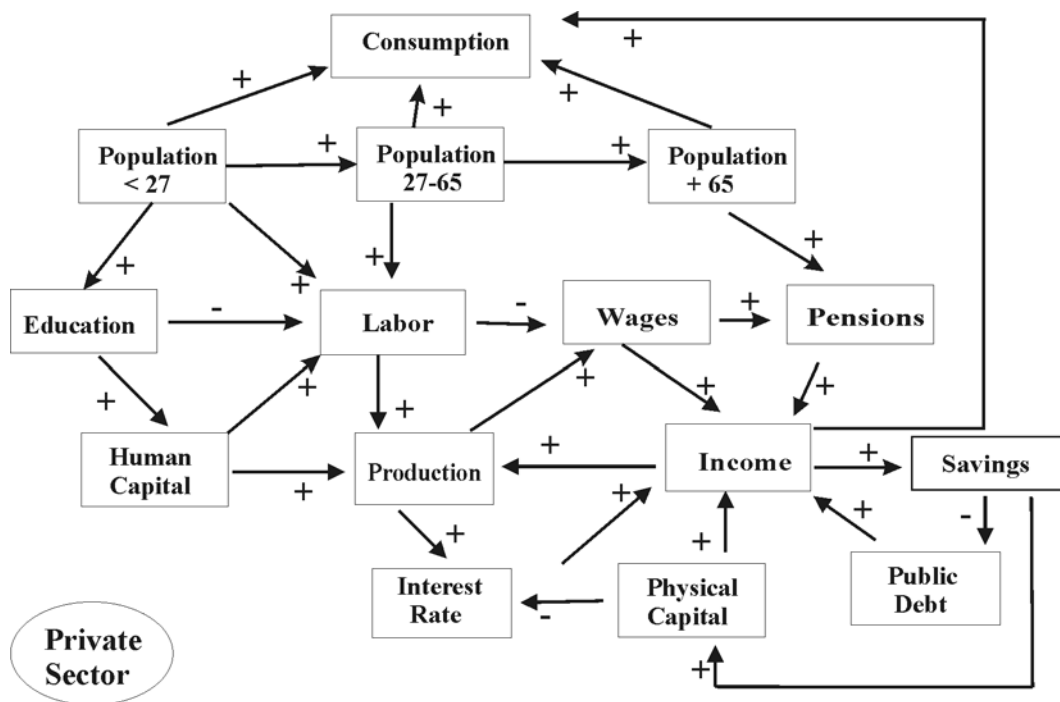 Consumption
+
+
+
+
Population
< 27
+
Population
27-65
+
Population
+ 65
+
+
+
+
Education
-
Labor
-
Wages
+
Pensions
+
+
+
+
+
+
Human
Capital
+
Production
+
Income
+
Savings
+
+
+
+
-
Interest
Rate
-
Physical
Capital
Public
Debt
+
Private
Sector